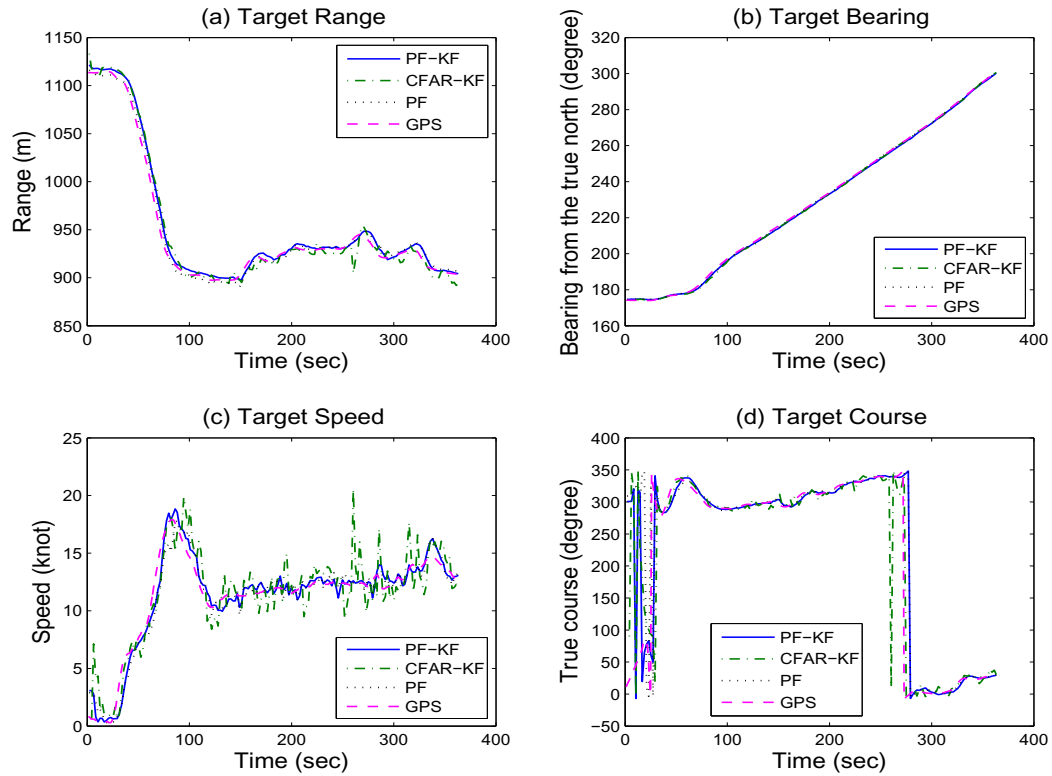 (a) Target Range
1150
1100
1050
1000
950
900
850
Range (m)
0
100
200
300
400
Time (sec)
PF−KF
CFAR−KF
PF
GPS
(b) Target Bearing
320
300
280
260
240
220
200
180
160
Bearing from the true north (degree)
0
100
200
300
400
Time (sec)
PF−KF
CFAR−KF
PF
GPS
(c) Target Speed
25
20
15
10
5
0
Speed (knot)
0
100
200
300
400
Time (sec)
PF−KF
CFAR−KF
PF
GPS
(d) Target Course
400
350
300
250
200
150
100
50
0
−50
True course (degree)
0
100
200
300
400
Time (sec)
PF−KF
CFAR−KF
PF
GPS